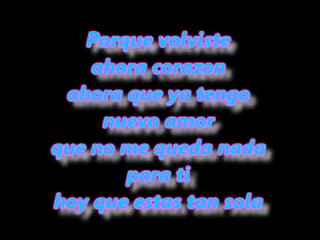 Porque volviste
ahora corazon
ahora que ya tengo
nuevo amor
que no me queda nada
para ti
hoy que estas tan sola